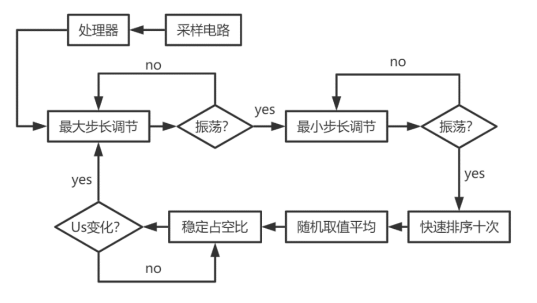 处理器
采样电路
no
no
最大步长调节
振荡?
yes
最小步长调节
振荡?
yes
yes
Us变化?
稳定占空比
随机取值平均
快速排序十次
no